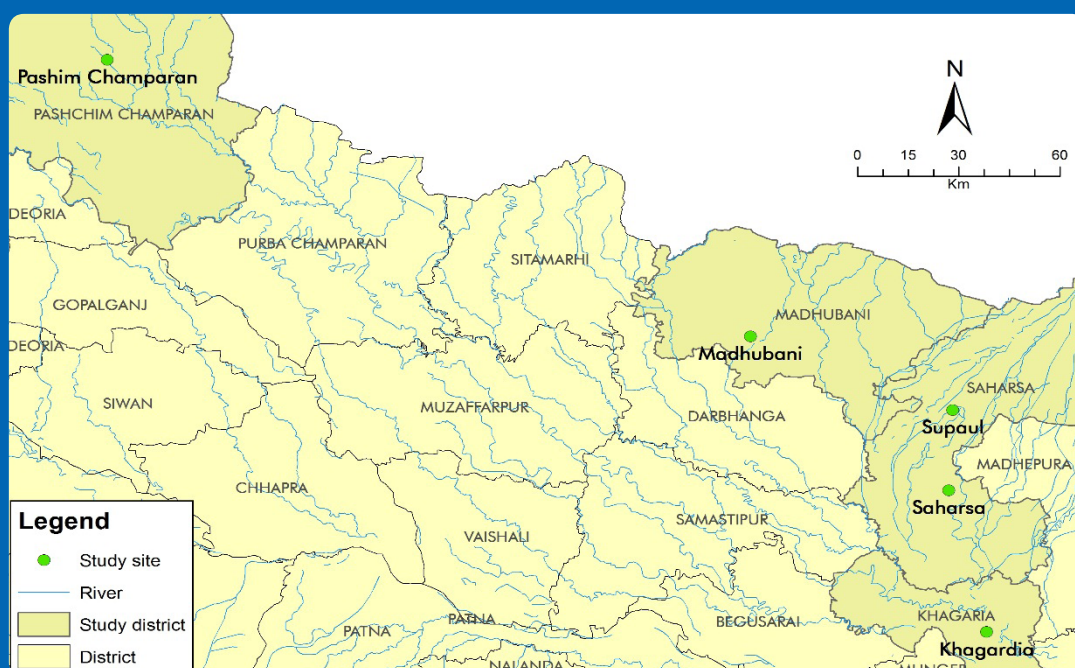 N
0 15 30 60
Km
Pashim Champaran
PASHCHIM CHAMPARAN
DEORIA
PURBA CHAMPARAN
SITAMARHI
GOPALGANJ
MADHUBANI
DEORIA
Madhubani
SAHARSA
SIWAN
MUZAFFARPUR
DARBHANGA
Supaul
MADHEPURA
CHHAPRA
SAMASTIPUR
Saharsa
VAISHALI
KHAGARIA
PATNA
PATNA
BEGUSARAI
Khagardia
NALANDA
MUNGER
Legend
Study site
River
Study district
District